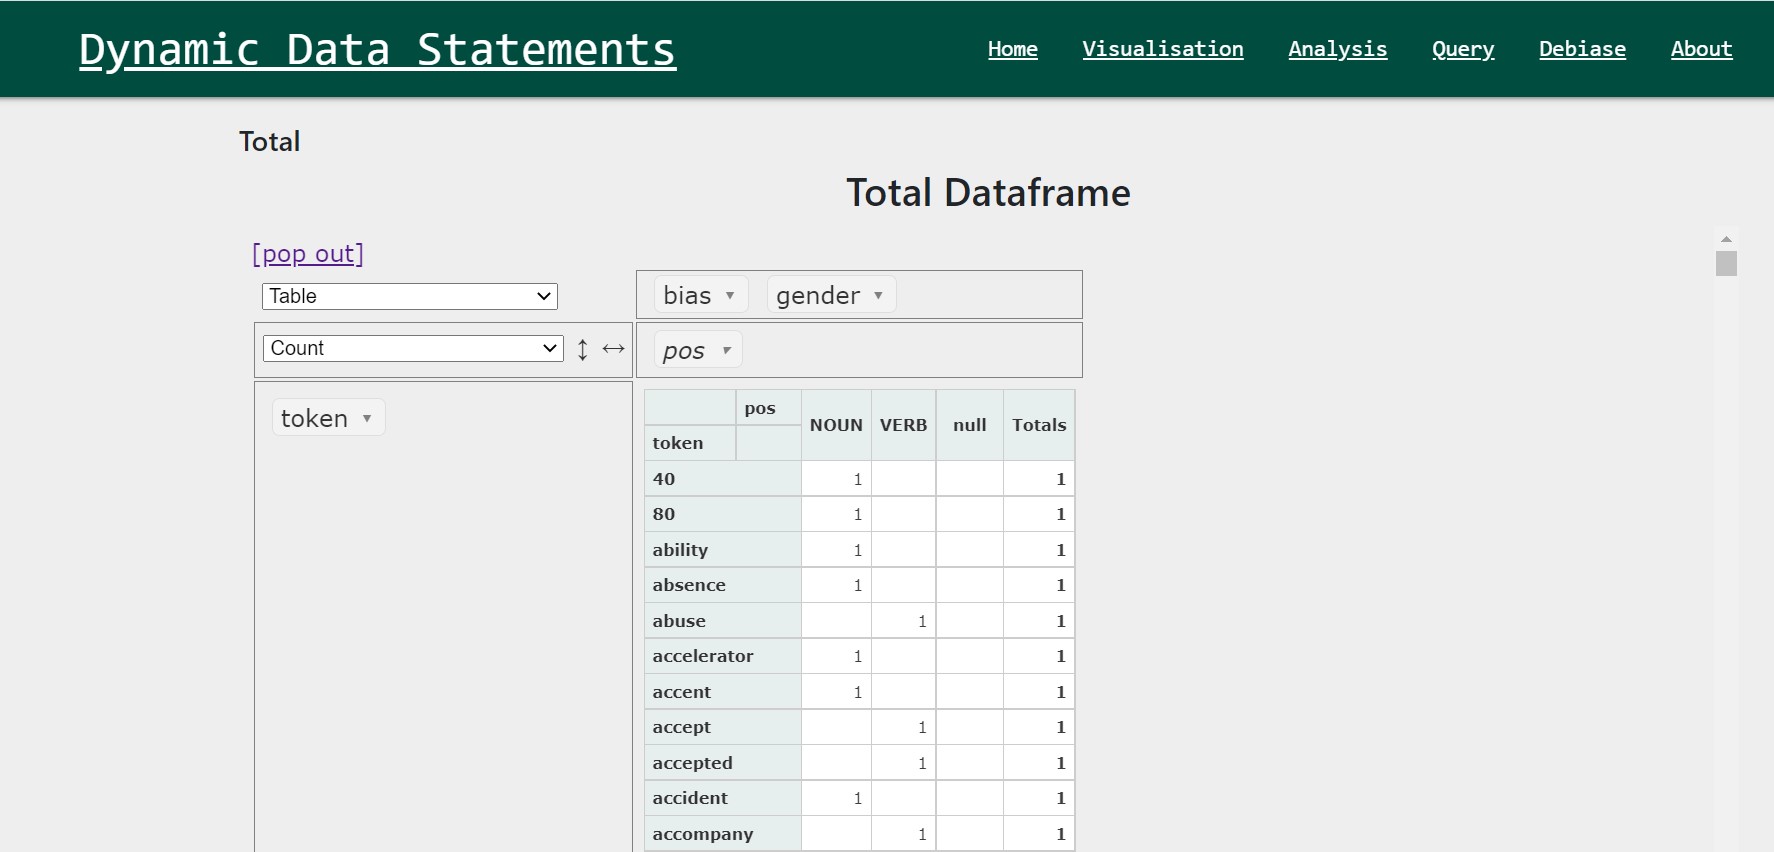 Dynamic Data Statements Home Visualisation Analysis Query Debiase About
Total
Total Dataframe
[pop out]
Table bias ▾ gender ▾
Count ↕ ↔ pos ▾
token ▾
pos NOUN VERB null Totals
token
40 1 1
80 1 1
ability 1 1
absence 1 1
abuse 1 1
accelerator 1 1
accent 1 1
accept 1 1
accepted 1 1
accident 1 1
accompany 1 1